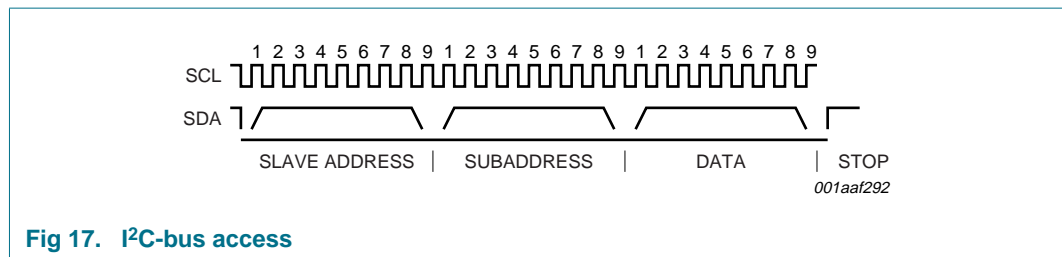 1 2 3 4 5 6 7 8 9 1 2 3 4 5 6 7 8 9 1 2 3 4 5 6 7 8 9
SCL
SDA
SLAVE ADDRESS | SUBADDRESS | DATA | STOP
001aaf292
Fig 17. I²C-bus access